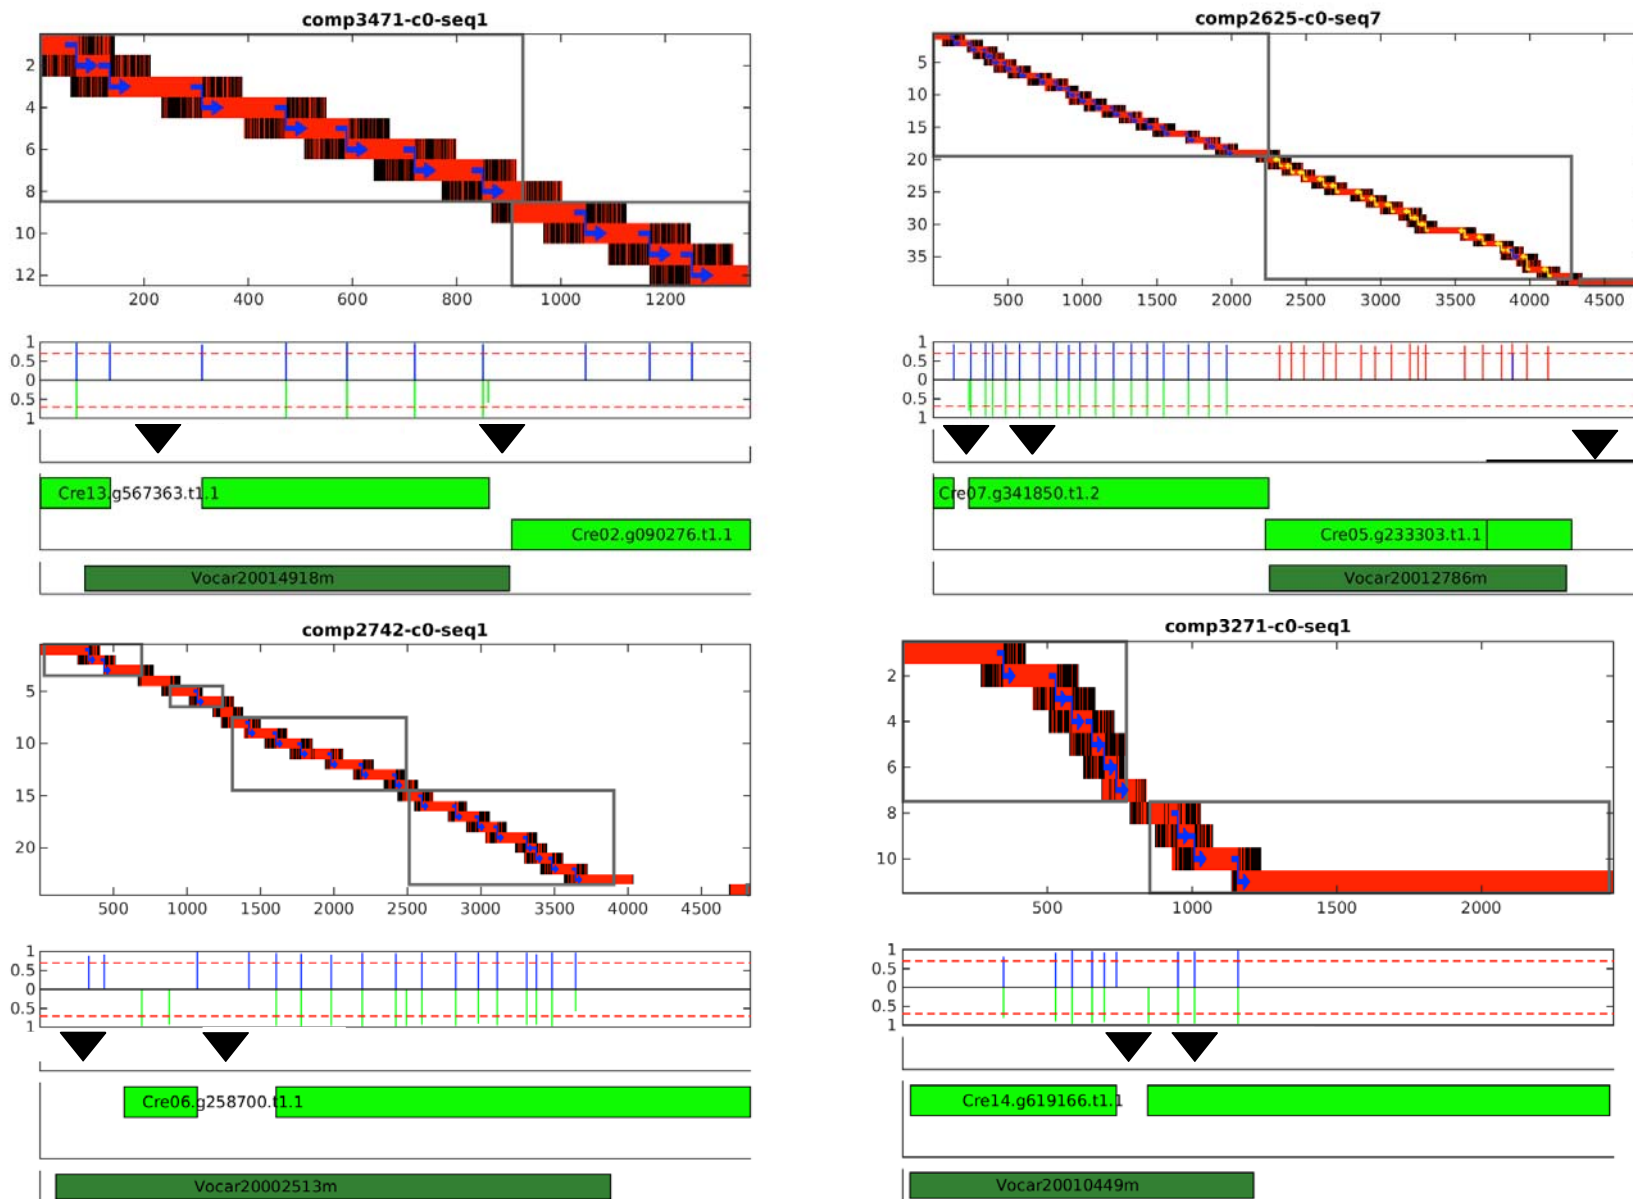 comp3471-c0-seq1
2
4
6
8
10
12
200 400 600 800 1000 1200
1
0.5
0
0.5
1
Cre13.g567363.t1.1
Cre02.g090276.t1.1
Vocar20014918m
comp2625-c0-seq7
5
10
15
20
25
30
35
500 1000 1500 2000 2500 3000 3500 4000 4500
1
0.5
0
0.5
1
Cre07.g341850.t1.2
Cre05.g233303.t1.1
Vocar20012786m
comp2742-c0-seq1
5
10
15
20
500 1000 1500 2000 2500 3000 3500 4000 4500
1
0.5
0
0.5
1
Cre06.g258700.t1.1
Vocar20002513m
comp3271-c0-seq1
2
4
6
8
10
500 1000 1500 2000
1
0.5
0
0.5
1
Cre14.g619166.t1.1
Vocar20010449m